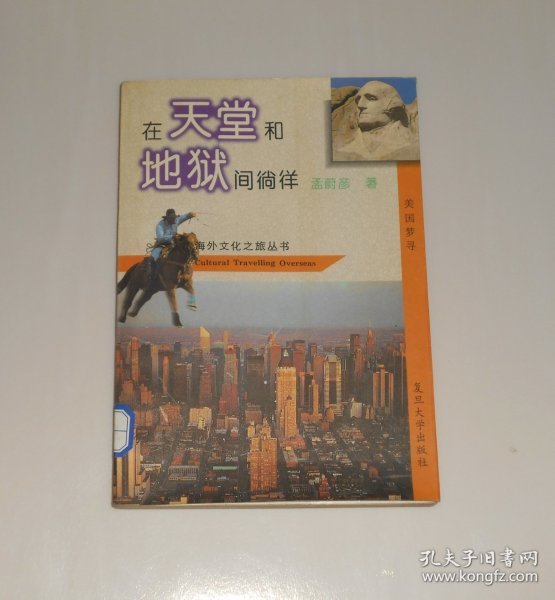 在天堂和
地狱间徜徉 孟蔚彦 著
美国梦寻
海外文化之旅丛书
Cultural Travelling Overseas
复旦大学出版社
孔夫子旧书网
www.kongfz.com